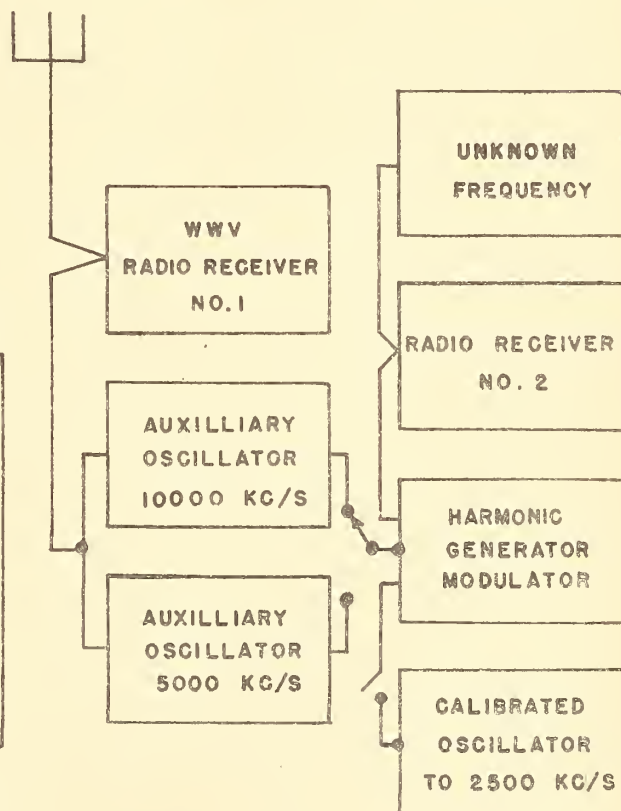 WWV
RADIO RECEIVER
NO. 1
AUXILLIARY
OSCILLATOR
10000 KC/S
AUXILLIARY
OSCILLATOR
5000 KC/S
UNKNOWN
FREQUENCY
RADIO RECEIVER
NO. 2
HARMONIC
GENERATOR
MODULATOR
CALIBRATED
OSCILLATOR
TO 2500 KC/S